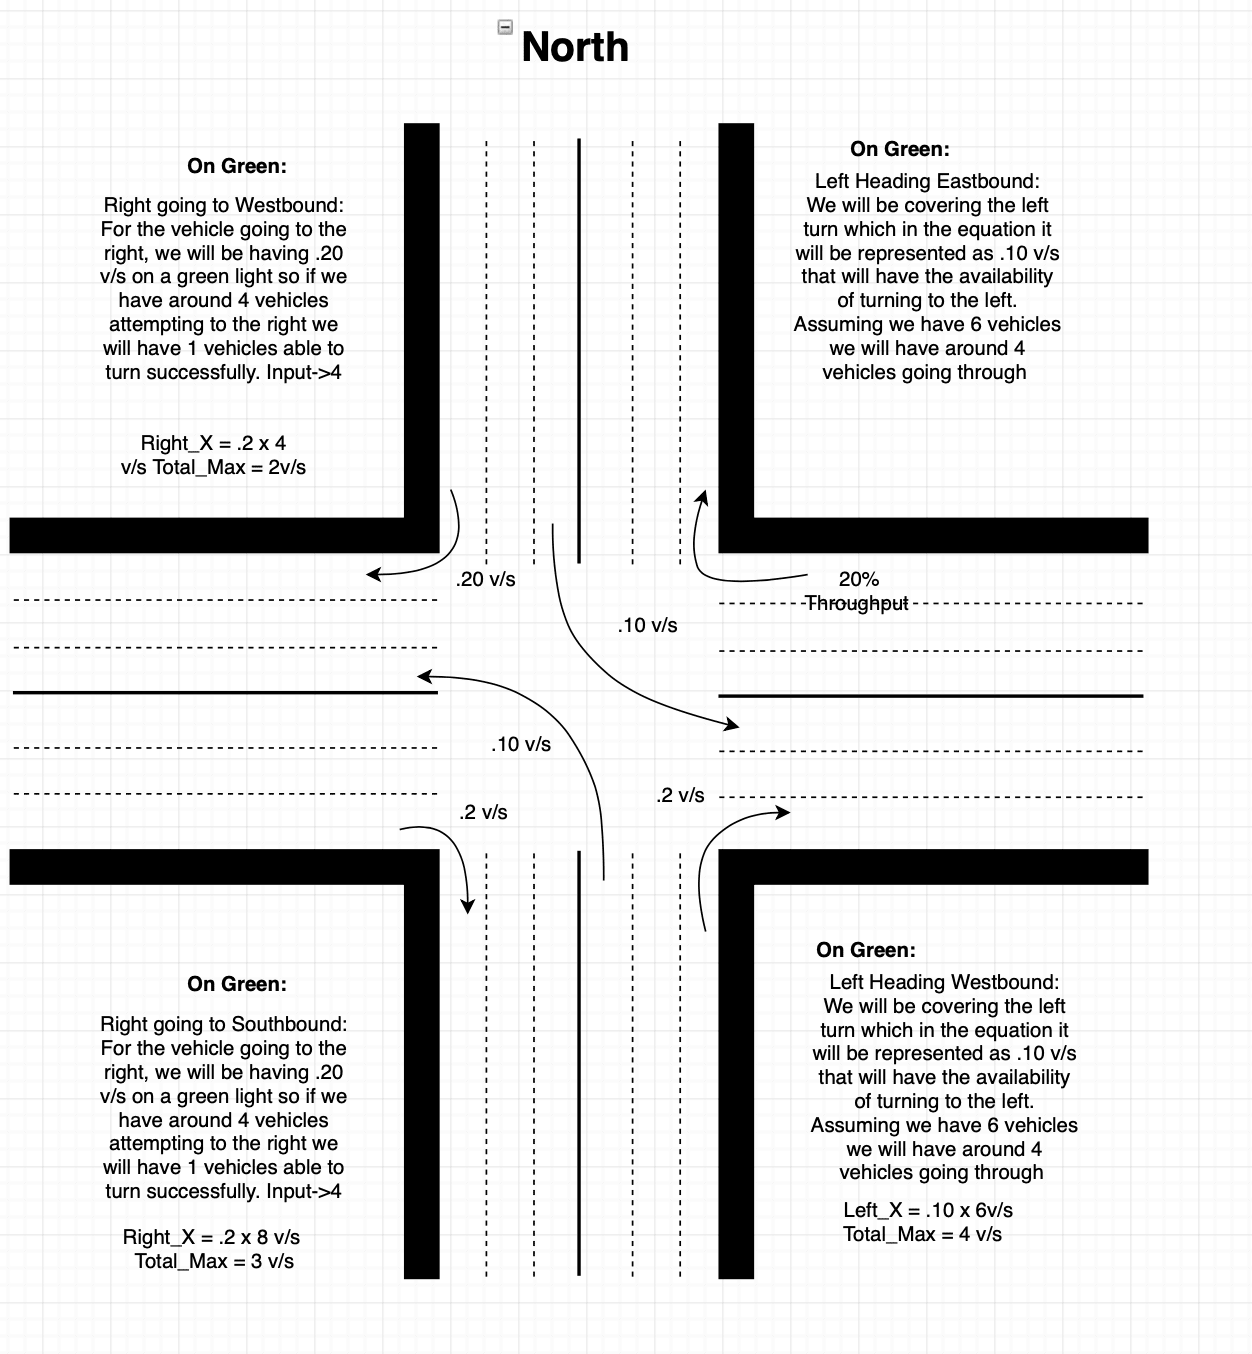 North
On Green:
Right going to Westbound:
For the vehicle going to the
right, we will be having .20
v/s on a green light so if we
have around 4 vehicles
attempting to the right we
will have 1 vehicles able to
turn successfully. Input->4
Right_X = .2 x 4
v/s Total_Max = 2v/s
On Green:
Left Heading Eastbound:
We will be covering the left
turn which in the equation it
will be represented as .10 v/s
that will have the availability
of turning to the left.
Assuming we have 6 vehicles
we will have around 4
vehicles going through
.20 v/s
20%
Throughput
.10 v/s
.10 v/s
.2 v/s
.2 v/s
On Green:
Right going to Southbound:
For the vehicle going to the
right, we will be having .20
v/s on a green light so if we
have around 4 vehicles
attempting to the right we
will have 1 vehicles able to
turn successfully. Input->4
Right_X = .2 x 8 v/s
Total_Max = 3 v/s
On Green:
Left Heading Westbound:
We will be covering the left
turn which in the equation it
will be represented as .10 v/s
that will have the availability
of turning to the left.
Assuming we have 6 vehicles
we will have around 4
vehicles going through
Left_X = .10 x 6v/s
Total_Max = 4 v/s